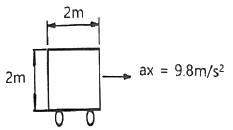 2m
2m
ax = 9.8m/s²